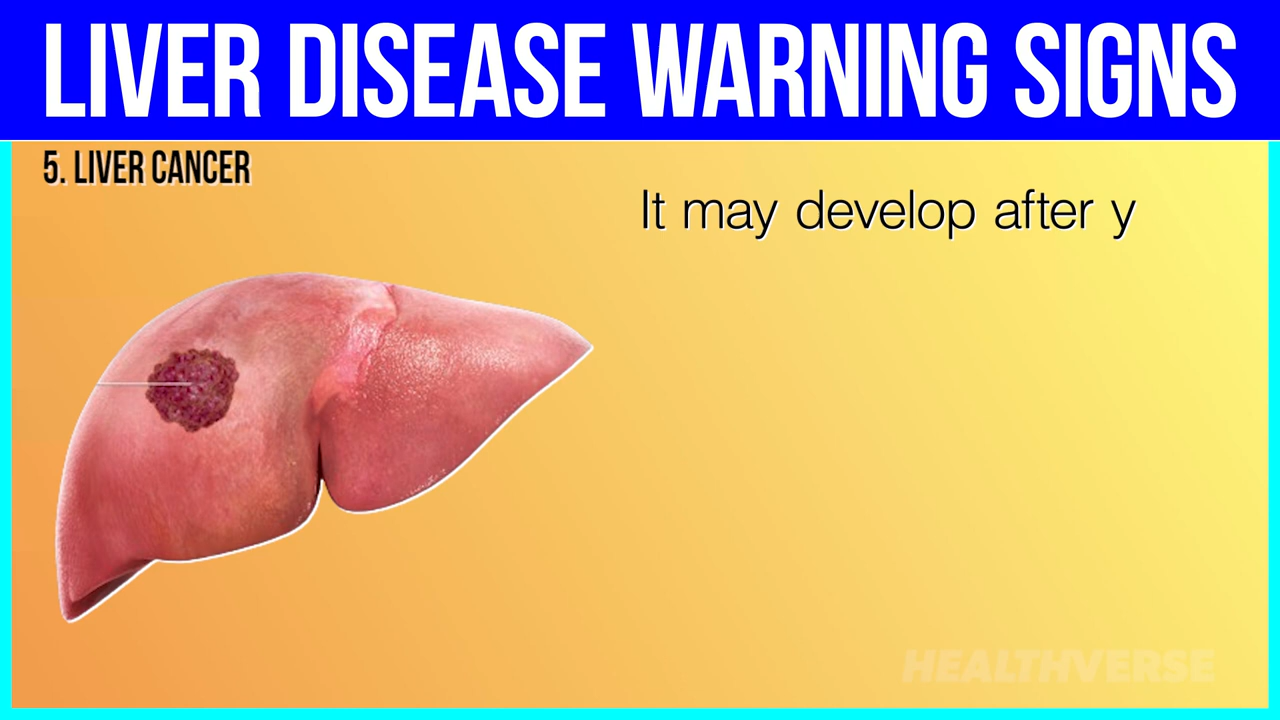 LIVER DISEASE WARNING SIGNS
5. LIVER CANCER
It may develop after y
HEALTHVERSE